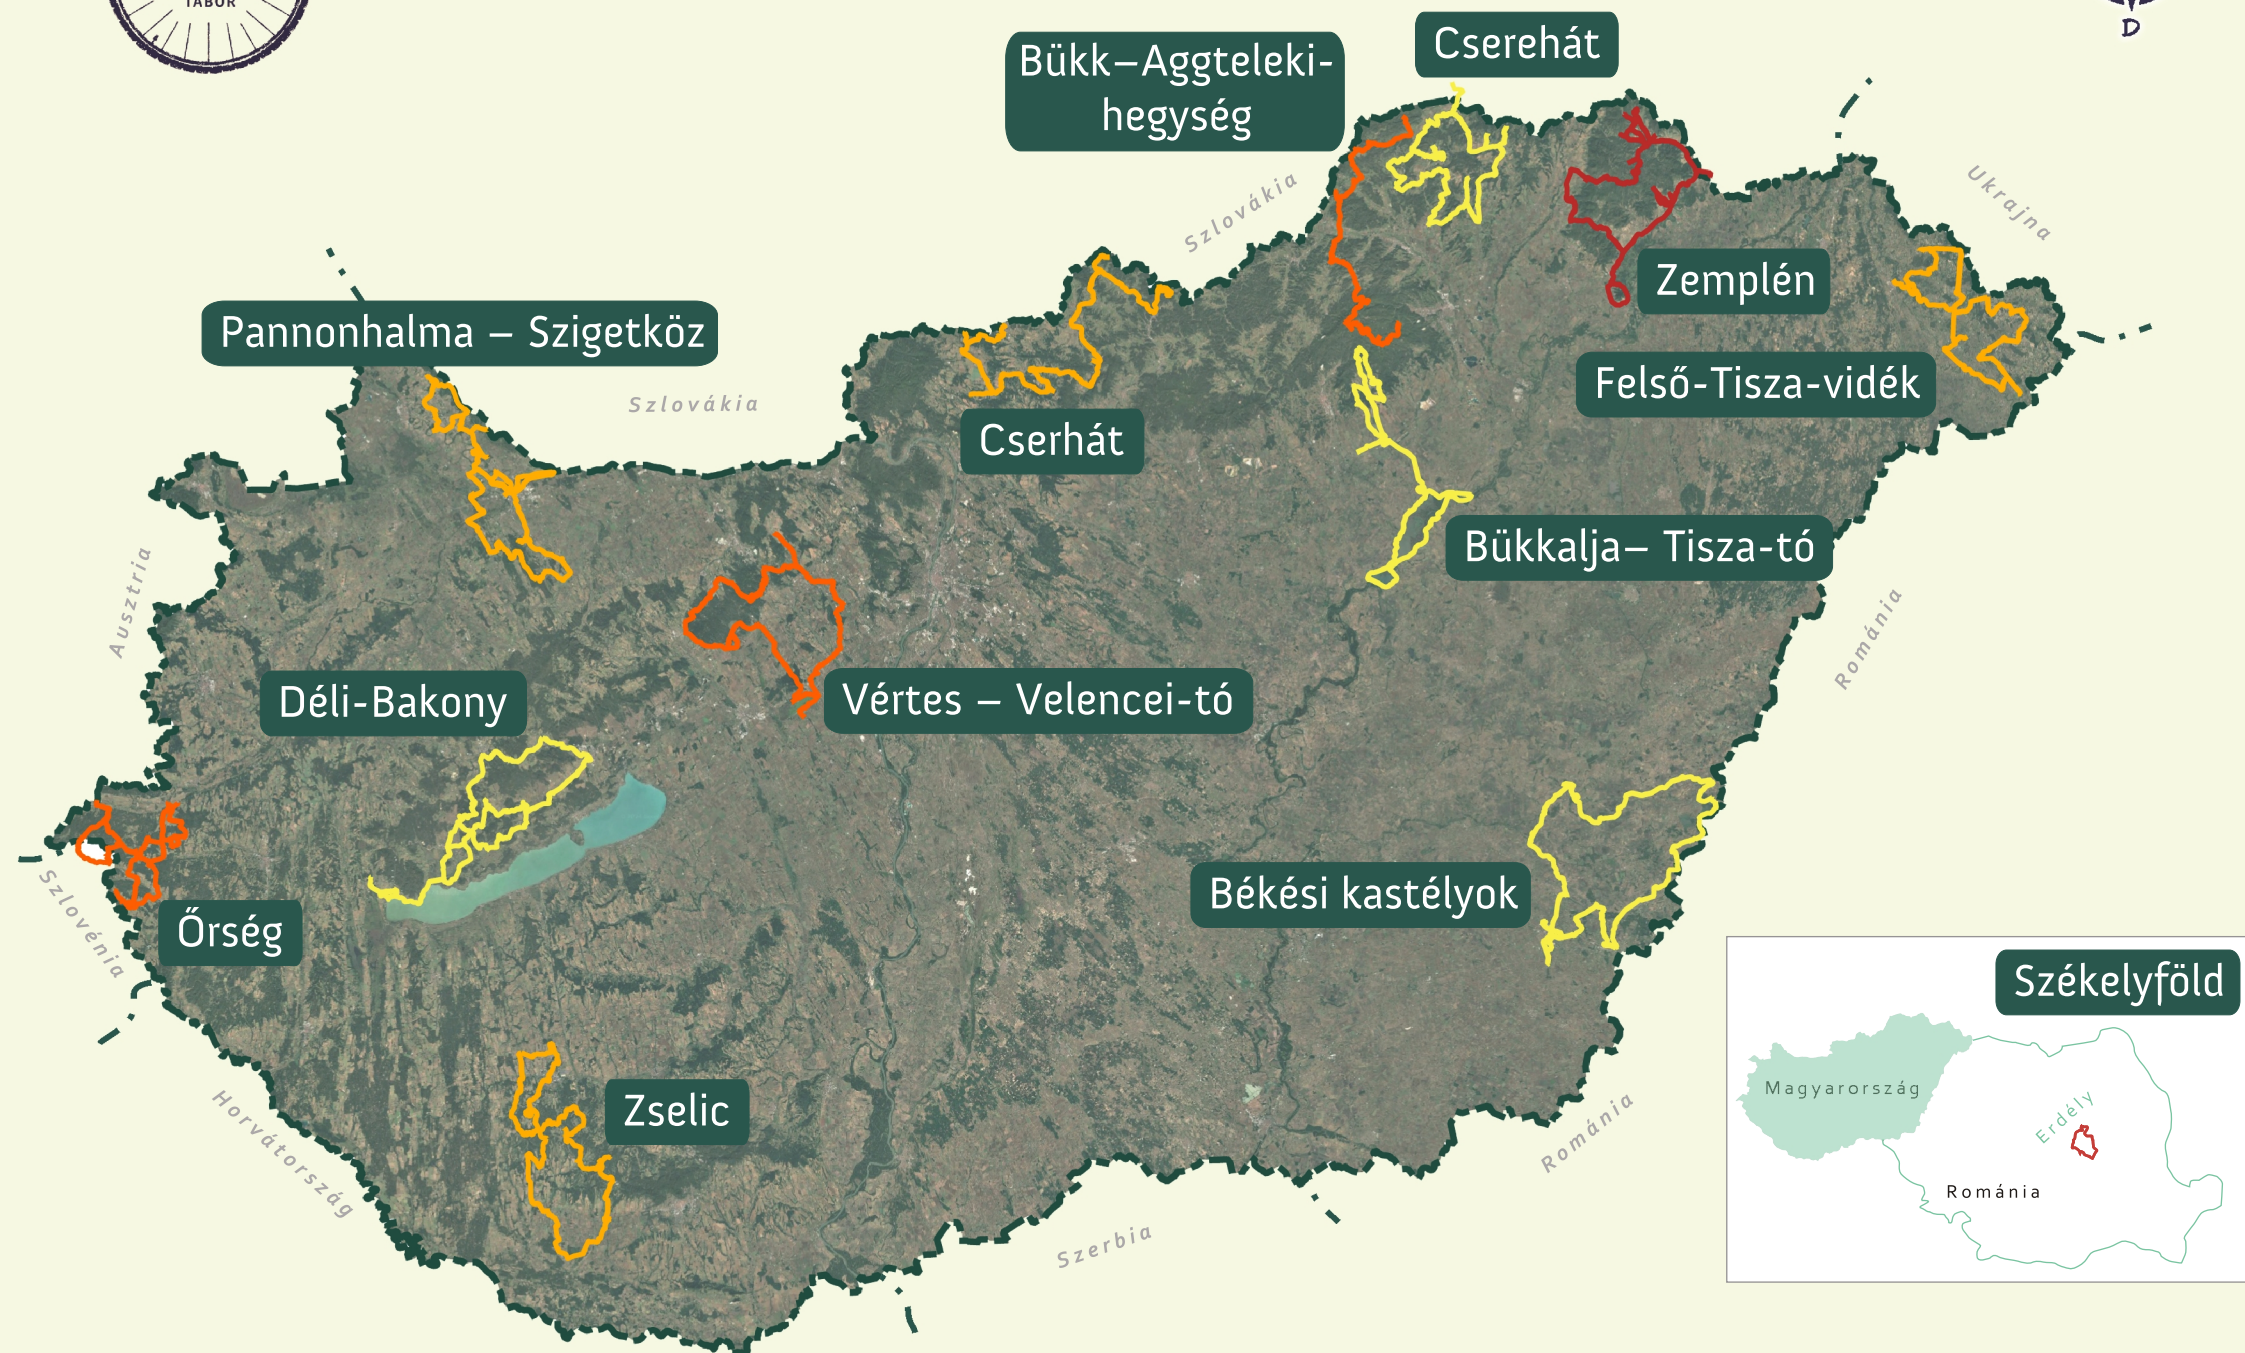 TÁBOR
D
Cserehát
Bükk–Aggteleki-
hegység
Szlovákia
Ukrajna
Zemplén
Pannonhalma – Szigetköz
Szlovákia
Felső-Tisza-vidék
Cserhát
Bükkalja– Tisza-tó
Ausztria
Románia
Déli-Bakony
Vértes – Velencei-tó
Békési kastélyok
Őrség
Szlovénia
Székelyföld
Magyarország
Erdély
Románia
Zselic
Horvátország
Románia
Szerbia